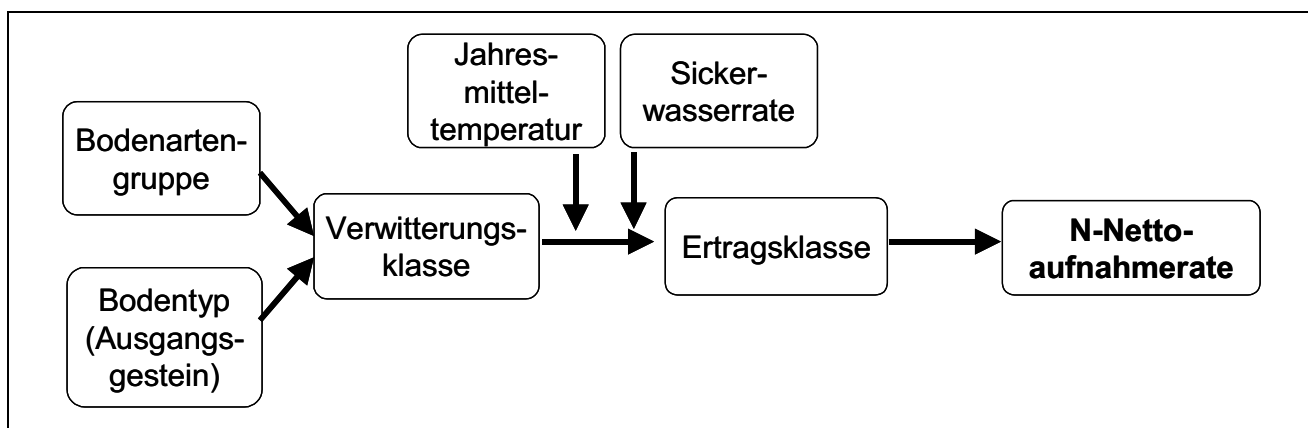 Bodenarten-
gruppe
Bodentyp
(Ausgangs-
gestein)
Verwitterungs-
klasse
Jahres-
mittel-
temperatur
Sicker-
wasserrate
Ertragsklasse
N-Netto-
aufnahmerate